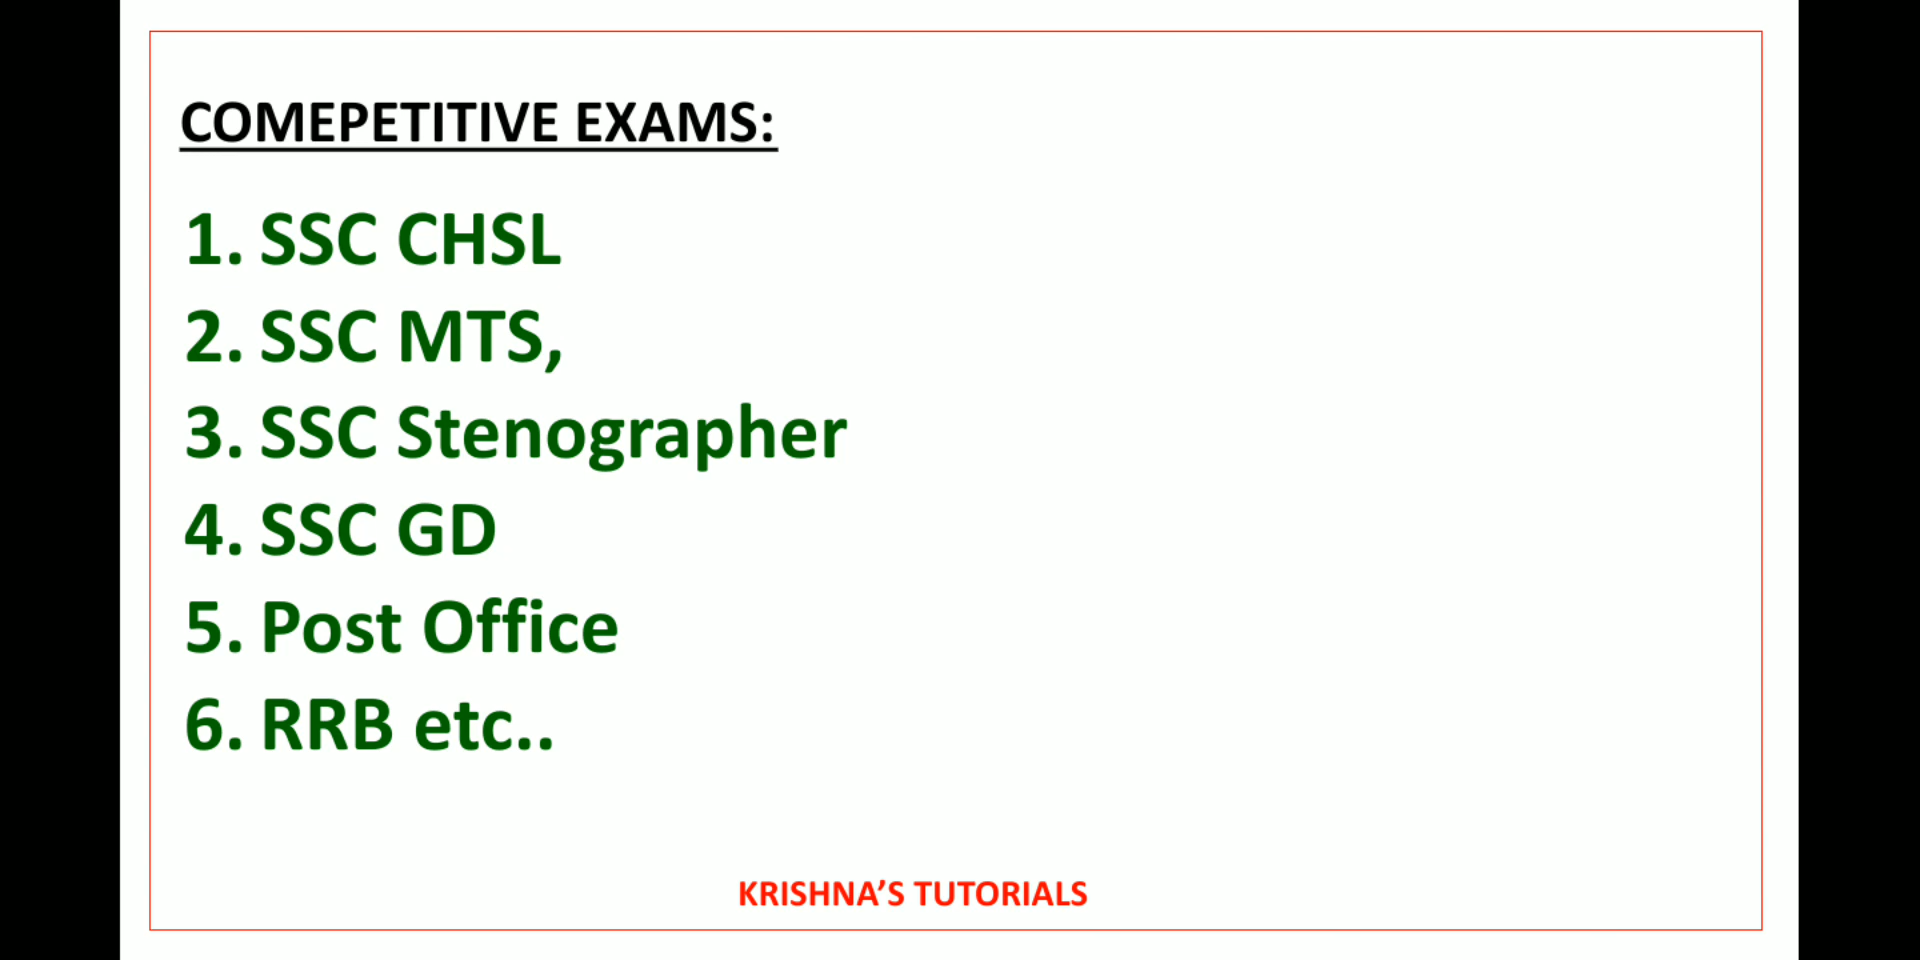 COMEPETITIVE EXAMS:
1. SSC CHSL
2. SSC MTS,
3. SSC Stenographer
4. SSC GD
5. Post Office
6. RRB etc..
KRISHNA’S TUTORIALS